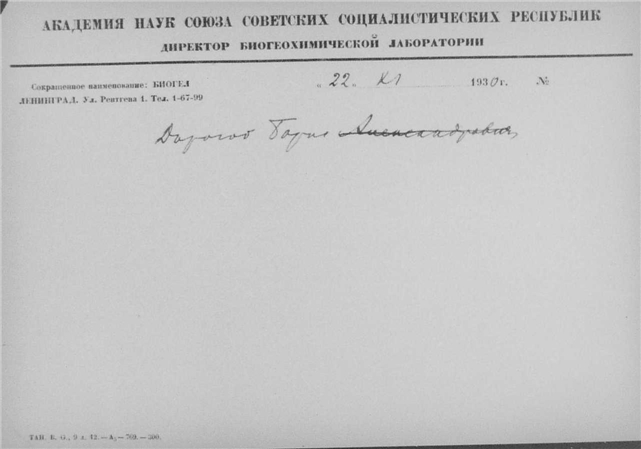 АКАДЕМИЯ НАУК СОЮЗА СОВЕТСКИХ СОЦИАЛИСТИЧЕСКИХ РЕСПУБЛИК
ДИРЕКТОР БИОГЕОХИМИЧЕСКОЙ ЛАБОРАТОРИИ
Сокращенное наименование: БИОГЕЛ
„22„ XI 1930г. №
ЛЕНИНГРАД. Ул. Рентгена 1. Тел. 1-67-99
Дорогой Борис Александрович,